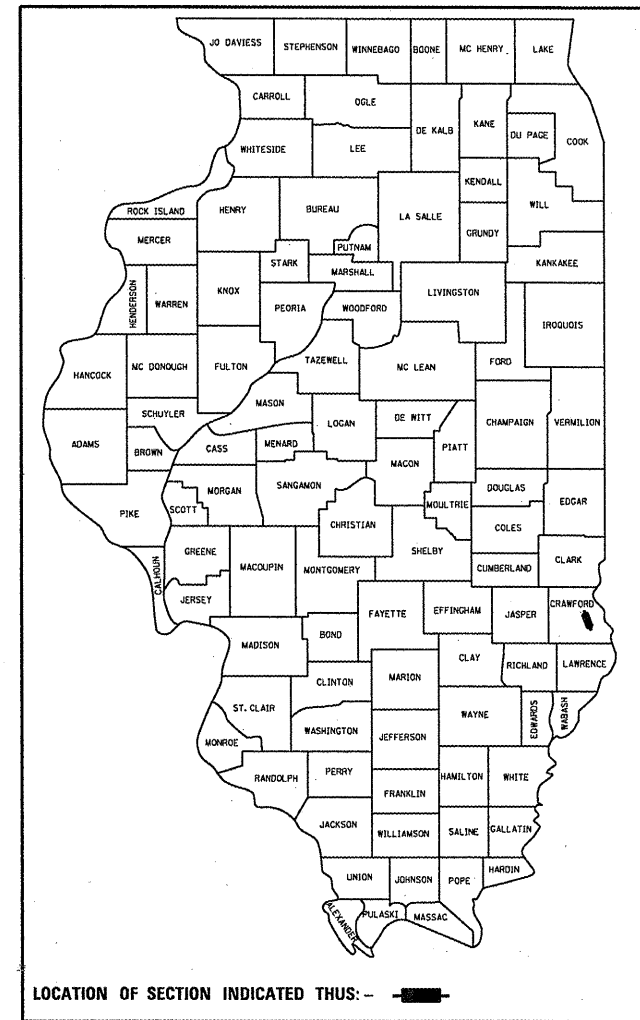 JO DAVIESS
STEPHENSON
WINNEBAGO
BOONE
MC HENRY
LAKE
CARROLL
OGLE
DE KALB
KANE
DU PAGE
COOK
WHITESIDE
LEE
KENDALL
WILL
ROCK ISLAND
HENRY
BUREAU
LA SALLE
GRUNDY
MERCER
PUTNAM
STARK
MARSHALL
KANKAKEE
HENDERSON
WARREN
KNOX
PEORIA
WOODFORD
LIVINGSTON
IROQUOIS
HANCOCK
MC DONOUGH
FULTON
TAZEWELL
MC LEAN
FORD
MASON
SCHUYLER
LOGAN
DE WITT
CHAMPAIGN
VERMILION
ADAMS
BROWN
CASS
MENARD
MACON
PIATT
PIKE
SCOTT
MORGAN
SANGAMON
CHRISTIAN
MOULTRIE
DOUGLAS
EDGAR
COLES
GREENE
MACOUPIN
MONTGOMERY
SHELBY
CUMBERLAND
CLARK
CALHOUN
JERSEY
FAYETTE
EFFINGHAM
JASPER
CRAWFORD
MADISON
BOND
CLAY
RICHLAND
LAWRENCE
CLINTON
MARION
ST. CLAIR
WAYNE
EDWARDS
WABASH
MONROE
WASHINGTON
JEFFERSON
RANDOLPH
PERRY
HAMILTON
WHITE
FRANKLIN
JACKSON
WILLIAMSON
SALINE
GALLATIN
UNION
JOHNSON
POPE
HARDIN
ALEXANDER
PULASKI
MASSAC
LOCATION OF SECTION INDICATED THUS: -